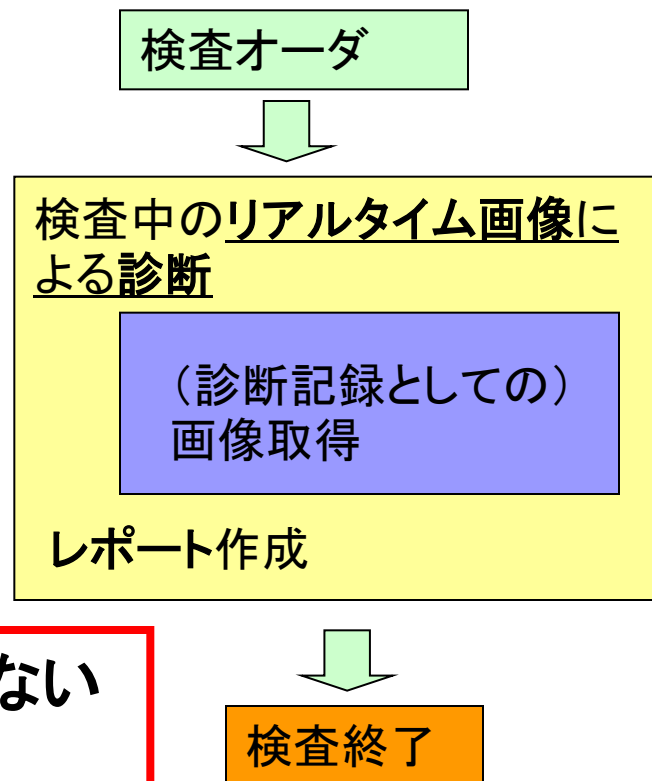 検査オーダ
検査中のリアルタイム画像に
よる診断
（診断記録としての）
画像取得
レポート作成
ない
検査終了